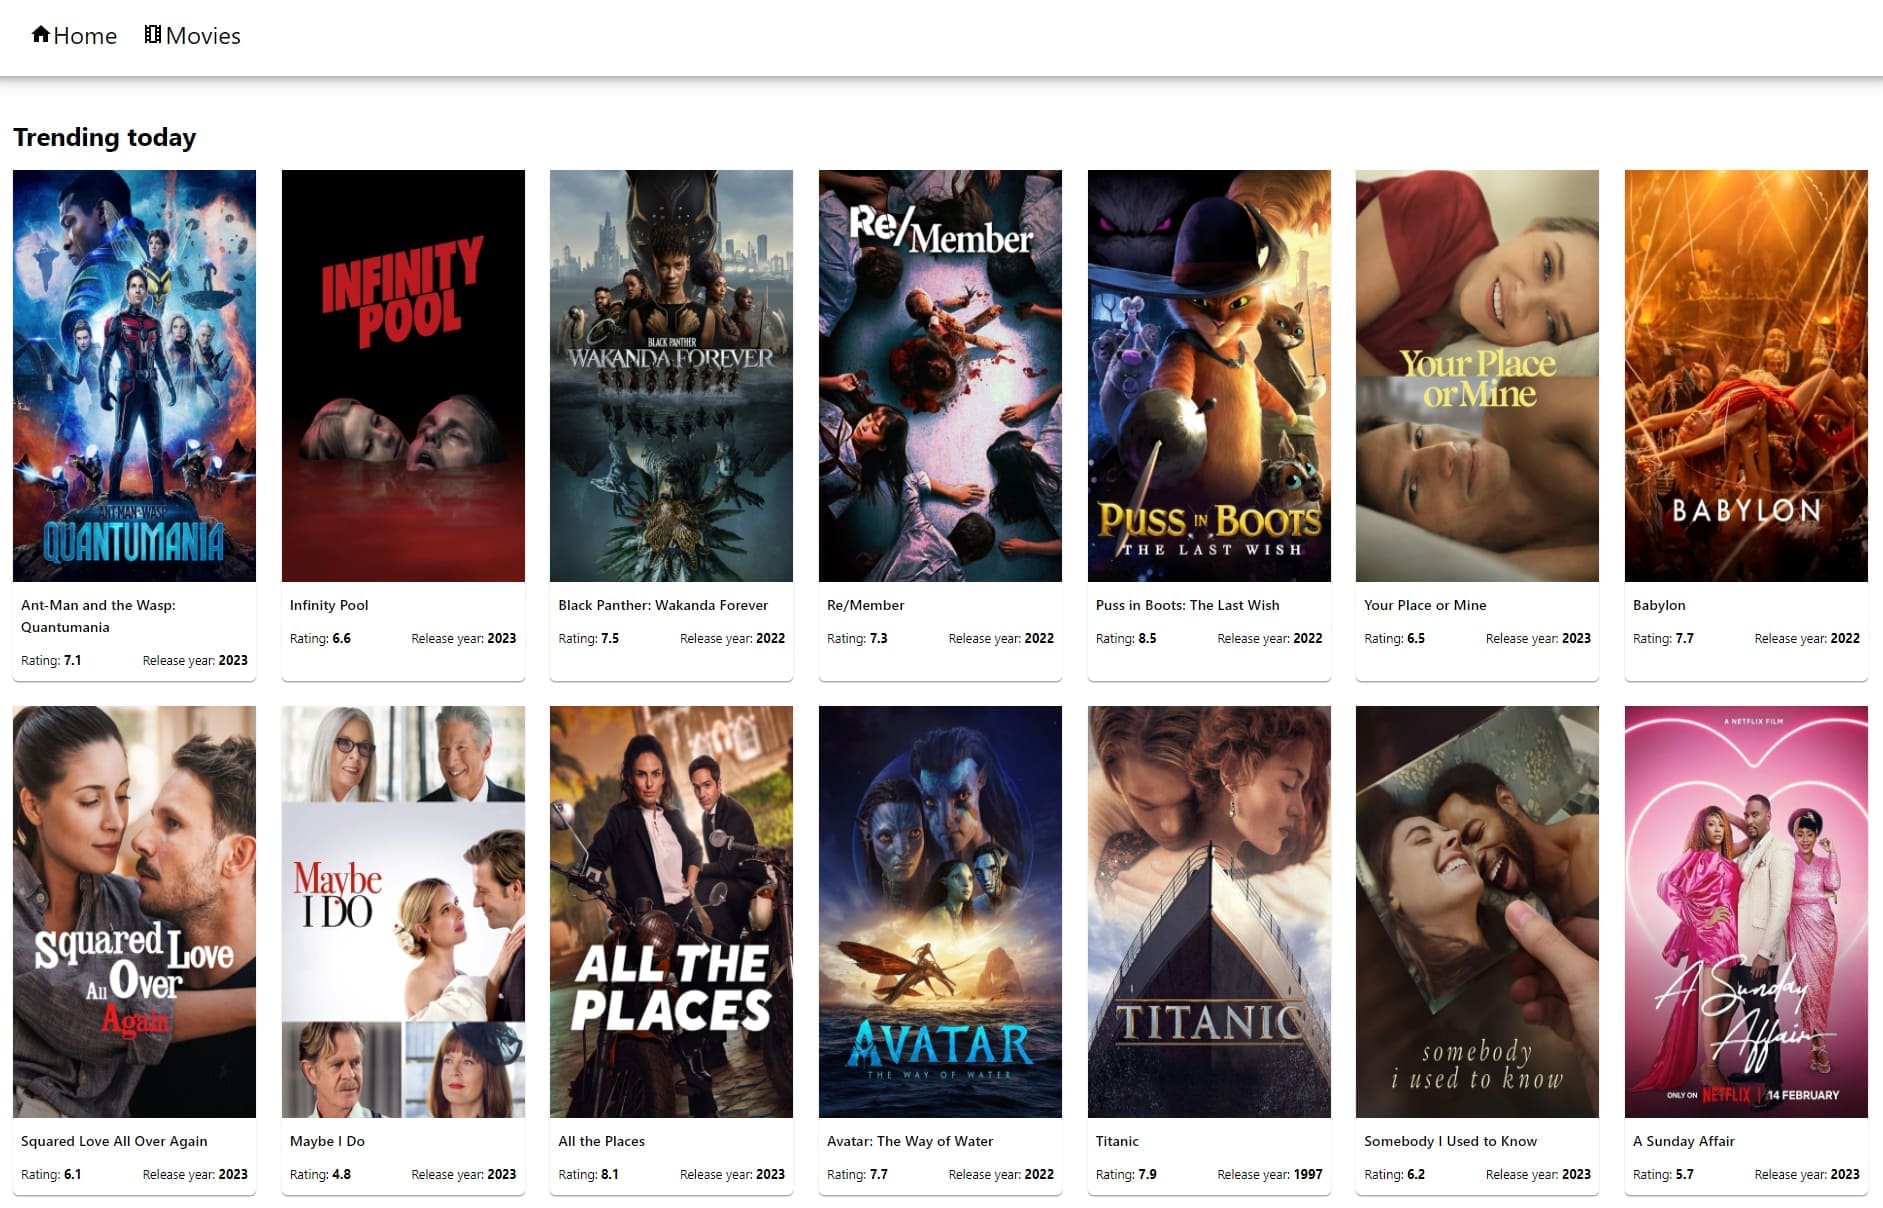 Home Movies
Trending today
INFINITY
POOL
Re/Member
BLACK PANTHER
WAKANDA FOREVER
Your Place
or Mine
ANT-MAN AND THE WASP
QUANTUMANIA
PUSS IN BOOTS
THE LAST WISH
BABYLON
Ant-Man and the Wasp:
Quantumania
Rating: 7.1 Release year: 2023
Infinity Pool
Rating: 6.6 Release year: 2023
Black Panther: Wakanda Forever
Rating: 7.5 Release year: 2022
Re/Member
Rating: 7.3 Release year: 2022
Puss in Boots: The Last Wish
Rating: 8.5 Release year: 2022
Your Place or Mine
Rating: 6.5 Release year: 2023
Babylon
Rating: 7.7 Release year: 2022
Squared Love
All Over
Again
Maybe
I DO
ALL THE
PLACES
AVATAR
THE WAY OF WATER
TITANIC
somebody
i used to know
A NETFLIX FILM
A Sunday
Affair
ONLY ON NETFLIX | 14 FEBRUARY
Squared Love All Over Again
Rating: 6.1 Release year: 2023
Maybe I Do
Rating: 4.8 Release year: 2023
All the Places
Rating: 8.1 Release year: 2023
Avatar: The Way of Water
Rating: 7.7 Release year: 2022
Titanic
Rating: 7.9 Release year: 1997
Somebody I Used to Know
Rating: 6.2 Release year: 2023
A Sunday Affair
Rating: 5.7 Release year: 2023